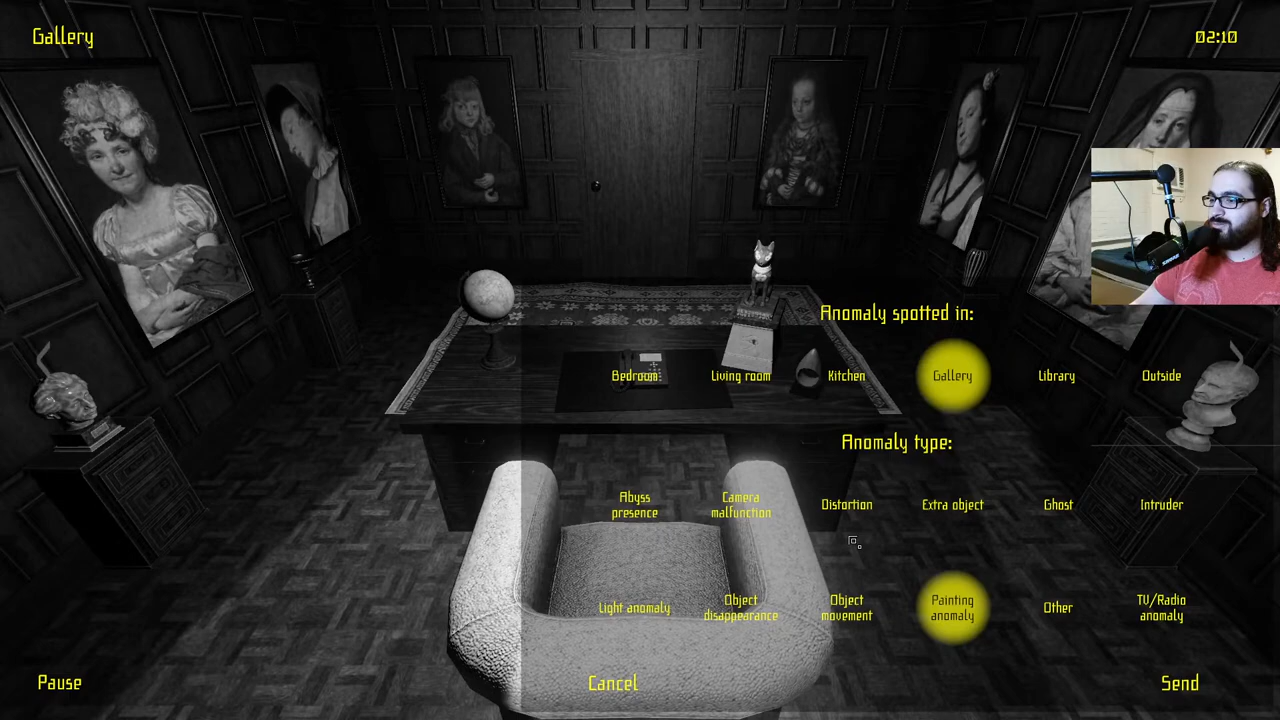 Gallery
02:10
Anomaly spotted in:
Bedroom
Living room
Kitchen
Gallery
Library
Outside
Anomaly type:
Abyss
presence
Camera
malfunction
Distortion
Extra object
Ghost
Intruder
Light anomaly
Object
disappearance
Object
movement
Painting
anomaly
Other
TV/Radio
anomaly
Pause
Cancel
Send